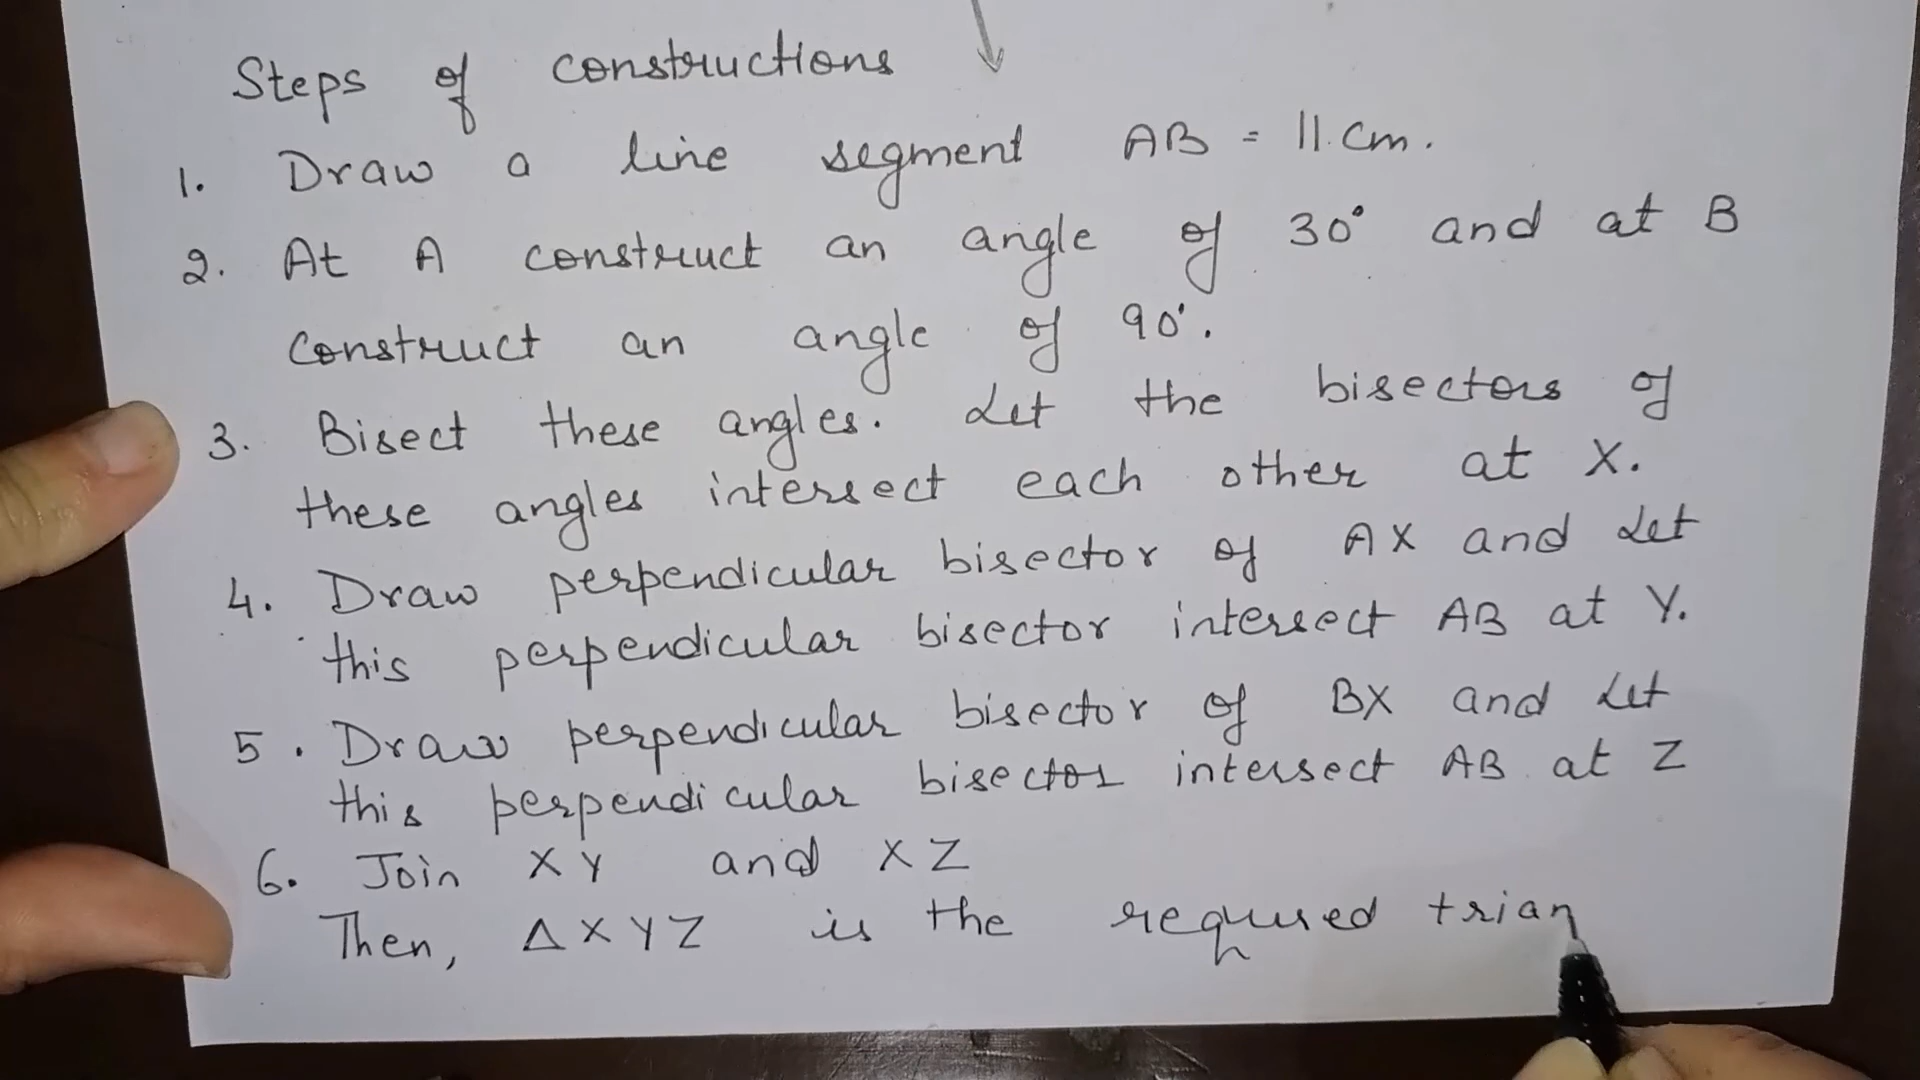 Steps of constructions
1. Draw a line segment AB = 11 cm.
2. At A construct an angle of 30° and at B
construct an angle of 90°.
3. Bisect these angles. Let the bisectors of
these angles intersect each other at X.
4. Draw perpendicular bisector of AX and let
this perpendicular bisector intersect AB at Y.
5. Draw perpendicular bisector of BX and let
this perpendicular bisector intersect AB at Z
6. Join XY and XZ
Then, ΔXYZ is the required trian